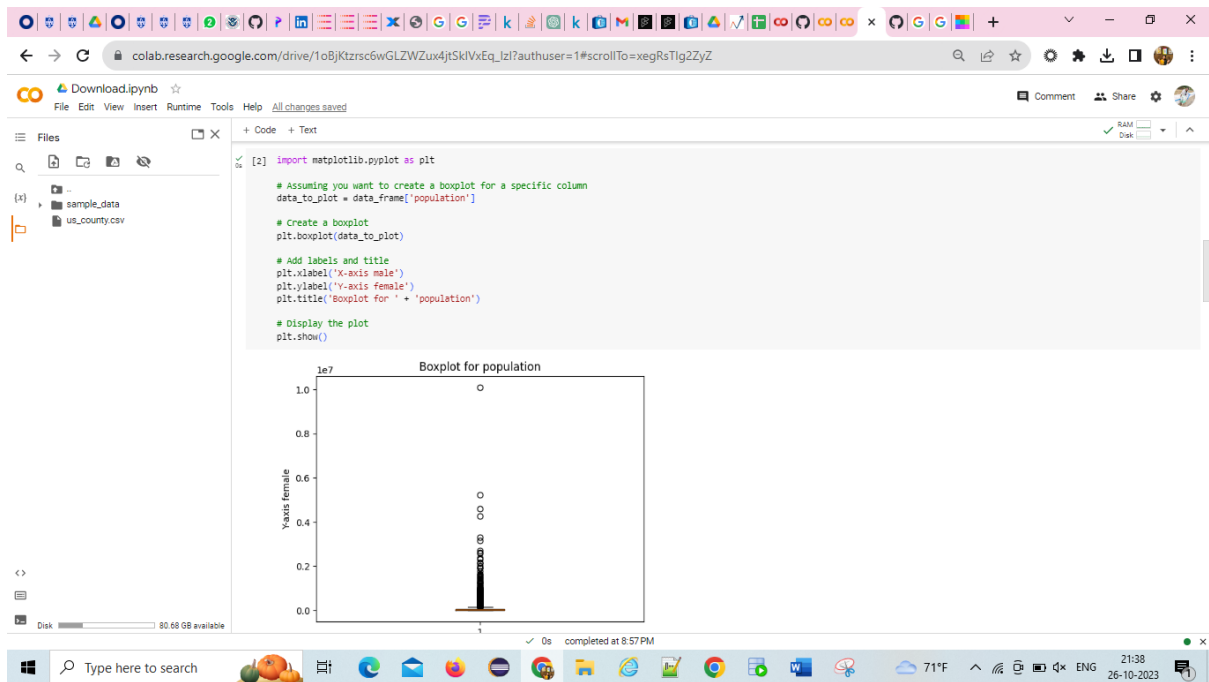 colab.research.google.com/drive/1oBjKtzrsc6wGLZWZux4jtSkIVxEq_IzI?authuser=1#scrollTo=xegRsTIg2ZyZ
Download.ipynb
File Edit View Insert Runtime Tools Help All changes saved
Comment Share
Files
+ Code + Text
RAM
Disk
..
sample_data
us_county.csv
{x}
0s
[2] import matplotlib.pyplot as plt
# Assuming you want to create a boxplot for a specific column
data_to_plot = data_frame['population']
# Create a boxplot
plt.boxplot(data_to_plot)
# Add labels and title
plt.xlabel('X-axis male')
plt.ylabel('Y-axis female')
plt.title('Boxplot for ' + 'population')
# Display the plot
plt.show()
Boxplot for population
1e7
1.0
0.8
0.6
0.4
0.2
0.0
Y-axis female
1
Disk 80.68 GB available
0s completed at 8:57 PM
Type here to search
71°F
ENG
21:38
26-10-2023